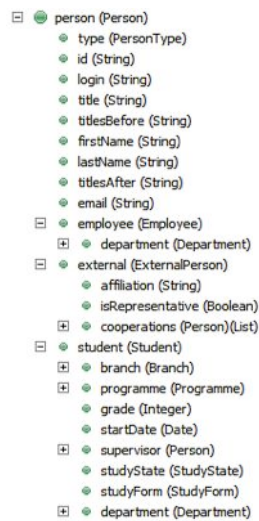 person (Person)
type (PersonType)
id (String)
login (String)
title (String)
titlesBefore (String)
firstName (String)
lastName (String)
titlesAfter (String)
email (String)
employee (Employee)
department (Department)
external (ExternalPerson)
affiliation (String)
isRepresentative (Boolean)
cooperations (Person)(List)
student (Student)
branch (Branch)
programme (Programme)
grade (Integer)
startDate (Date)
supervisor (Person)
studyState (StudyState)
studyForm (StudyForm)
department (Department)